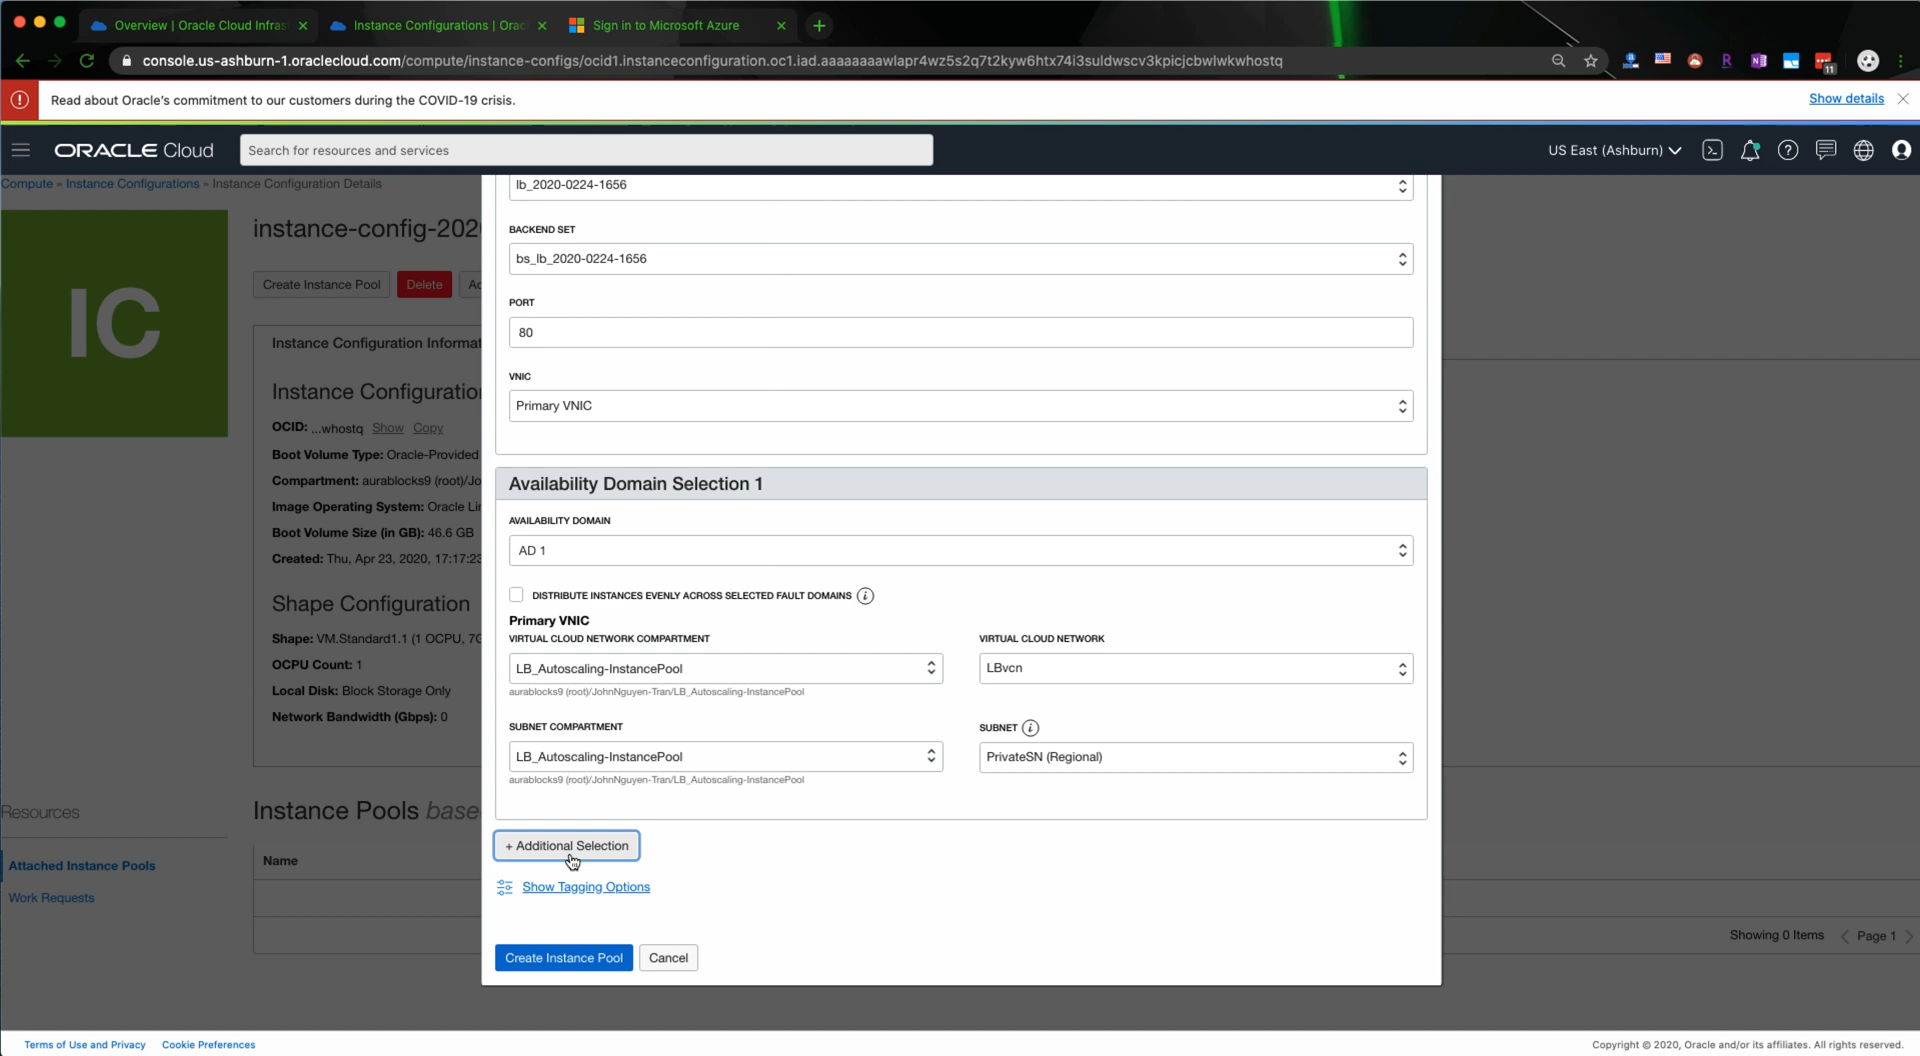 Overview | Oracle Cloud Infras
Instance Configurations | Orac
Sign in to Microsoft Azure
console.us-ashburn-1.oraclecloud.com/compute/instance-configs/ocid1.instanceconfiguration.oc1.iad.aaaaaaaawlapr4wz5s2q7t2kyw6htx74i3suldwscv3kpicjcbwlwkwhostq
11
Read about Oracle's commitment to our customers during the COVID-19 crisis.
Show details
ORACLE Cloud
Search for resources and services
US East (Ashburn)
Compute » Instance Configurations » Instance Configuration Details
IC
instance-config-202
Create Instance Pool
Delete
Ad
Instance Configuration Informat
Instance Configuration
OCID: ...whostq Show Copy
Boot Volume Type: Oracle-Provided
Compartment: aurablocks9 (root)/Jo
Image Operating System: Oracle Lin
Boot Volume Size (in GB): 46.6 GB
Created: Thu, Apr 23, 2020, 17:17:23
Shape Configuration
Shape: VM.Standard1.1 (1 OCPU, 7G
OCPU Count: 1
Local Disk: Block Storage Only
Network Bandwidth (Gbps): 0
Resources
Attached Instance Pools
Work Requests
Instance Pools base
Name
lb_2020-0224-1656
BACKEND SET
bs_lb_2020-0224-1656
PORT
80
VNIC
Primary VNIC
Availability Domain Selection 1
AVAILABILITY DOMAIN
AD 1
DISTRIBUTE INSTANCES EVENLY ACROSS SELECTED FAULT DOMAINS
Primary VNIC
VIRTUAL CLOUD NETWORK COMPARTMENT
LB_Autoscaling-InstancePool
aurablocks9 (root)/JohnNguyen-Tran/LB_Autoscaling-InstancePool
VIRTUAL CLOUD NETWORK
LBvcn
SUBNET COMPARTMENT
LB_Autoscaling-InstancePool
aurablocks9 (root)/JohnNguyen-Tran/LB_Autoscaling-InstancePool
SUBNET
PrivateSN (Regional)
+ Additional Selection
Show Tagging Options
Create Instance Pool
Cancel
Showing 0 Items
Page 1
Terms of Use and Privacy
Cookie Preferences
Copyright © 2020, Oracle and/or its affiliates. All rights reserved.